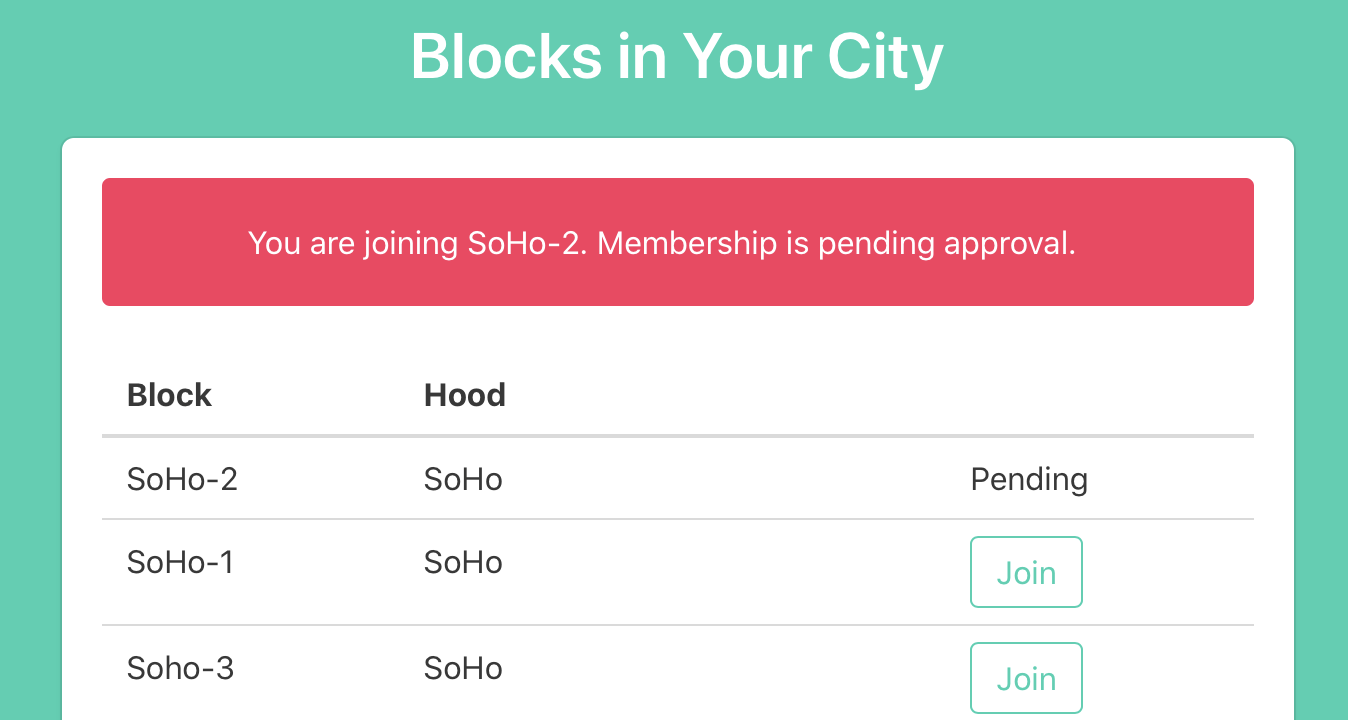 Blocks in Your City
You are joining SoHo-2. Membership is pending approval.
Block Hood
SoHo-2 SoHo Pending
SoHo-1 SoHo Join
Soho-3 SoHo Join